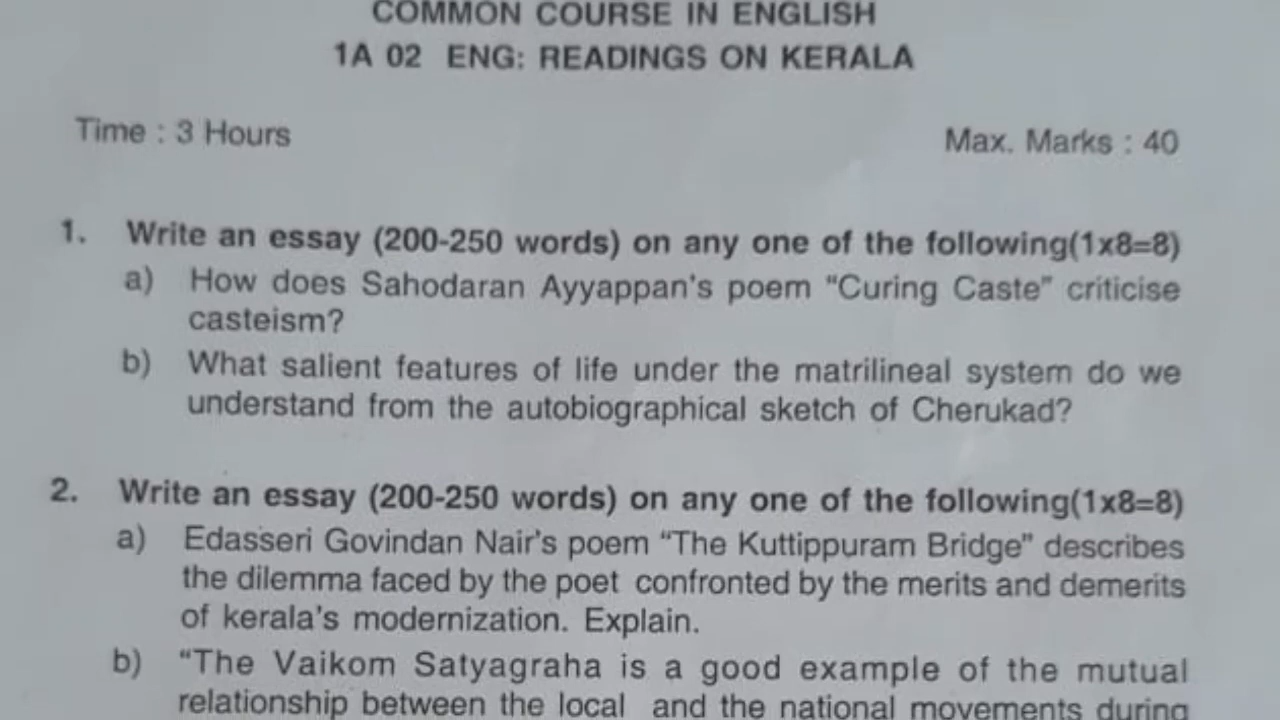 COMMON COURSE IN ENGLISH
1A 02 ENG: READINGS ON KERALA
Time : 3 Hours
Max. Marks : 40
1. Write an essay (200-250 words) on any one of the following(1x8=8)
a) How does Sahodaran Ayyappan's poem “Curing Caste” criticise
casteism?
b) What salient features of life under the matrilineal system do we
understand from the autobiographical sketch of Cherukad?
2. Write an essay (200-250 words) on any one of the following(1x8=8)
a) Edasseri Govindan Nair's poem “The Kuttippuram Bridge” describes
the dilemma faced by the poet confronted by the merits and demerits
of kerala's modernization. Explain.
b) “The Vaikom Satyagraha is a good example of the mutual
relationship between the local and the national movements during